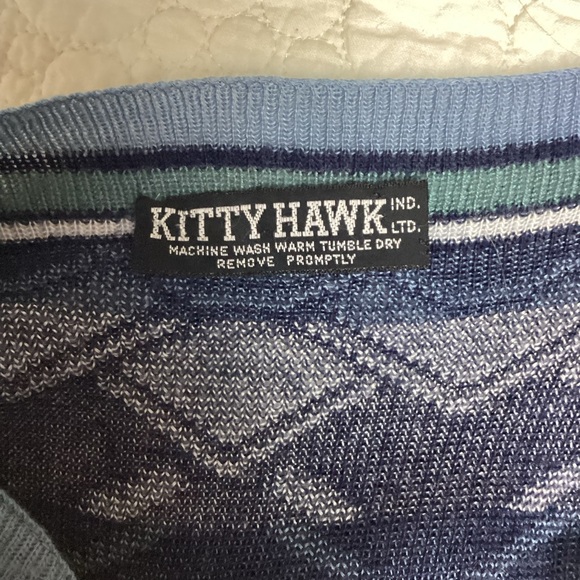 KITTY HAWK IND. LTD.
MACHINE WASH WARM TUMBLE DRY
REMOVE PROMPTLY